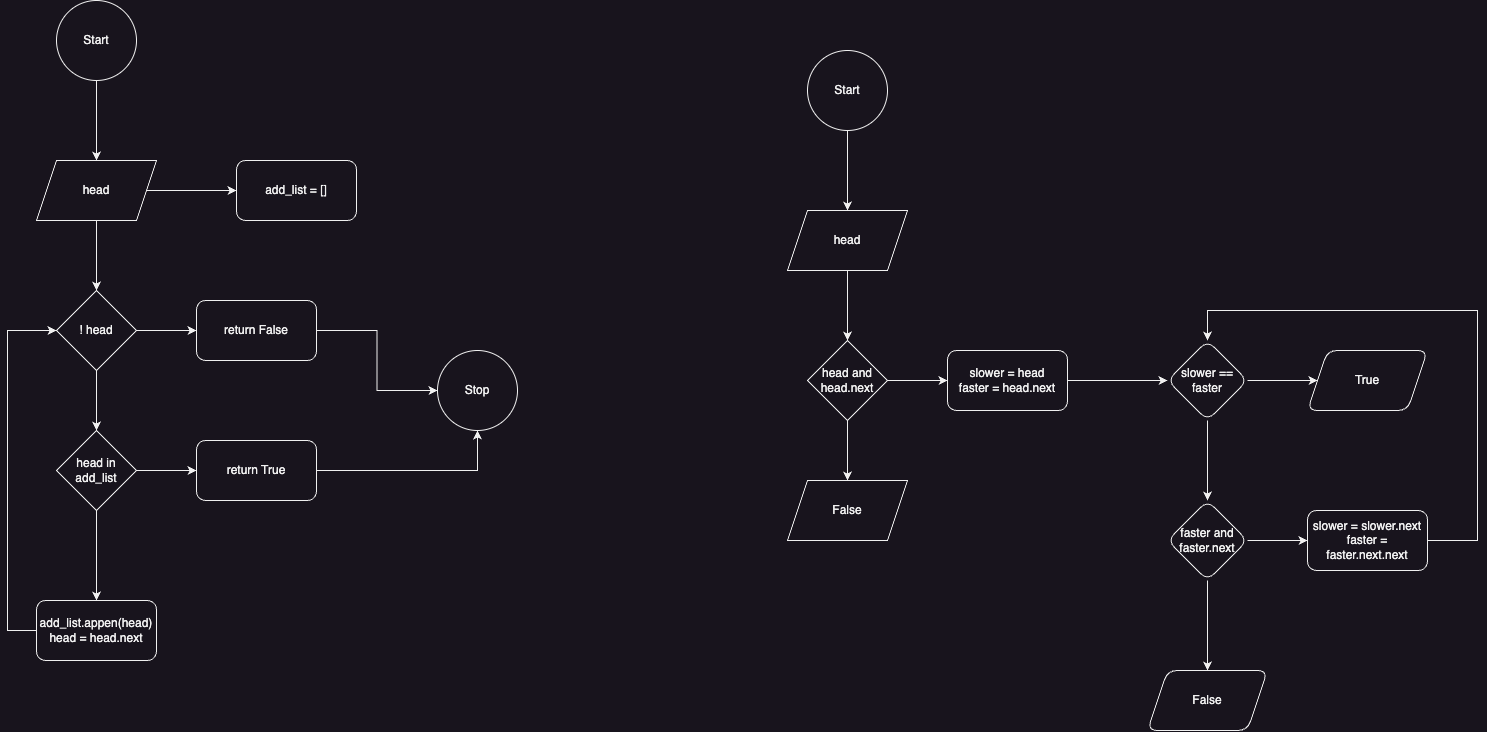 Start
head
add_list = []
! head
return False
Stop
head in
add_list
return True
add_list.appen(head)
head = head.next
Start
head
head and
head.next
slower = head
faster = head.next
slower ==
faster
True
False
faster and
faster.next
slower = slower.next
faster =
faster.next.next
False